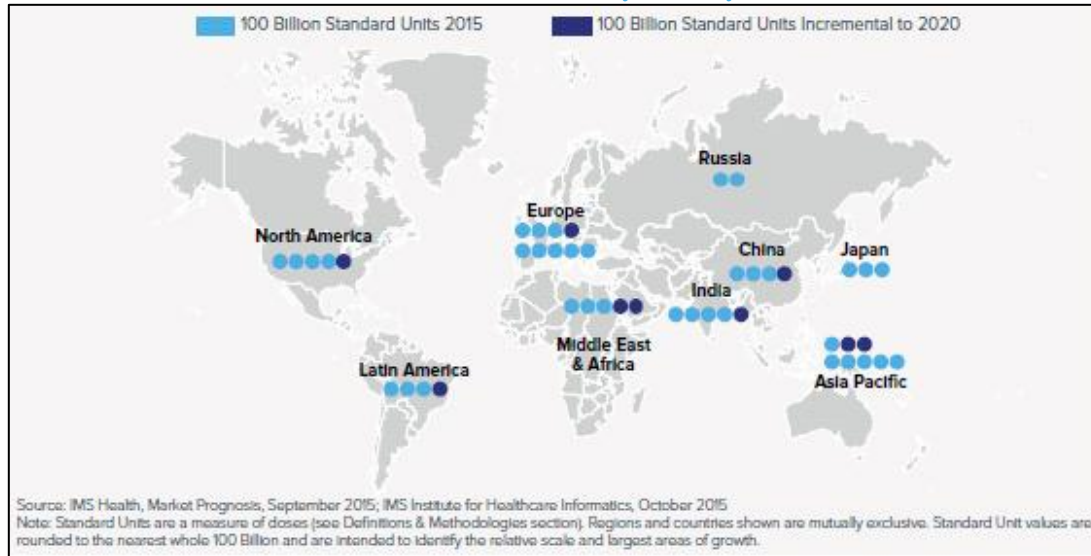 100 Billion Standard Units 2015
100 Billion Standard Units Incremental to 2020
Russia
Europe
North America
China
Japan
India
Middle East
& Africa
Latin America
Asia Pacific
Source: IMS Health, Market Prognosis, September 2015; IMS Institute for Healthcare Informatics, October 2015
Note: Standard Units are a measure of doses (see Definitions & Methodologies section). Regions and countries shown are mutually exclusive. Standard Unit values are
rounded to the nearest whole 100 Billion and are intended to identify the relative scale and largest areas of growth.